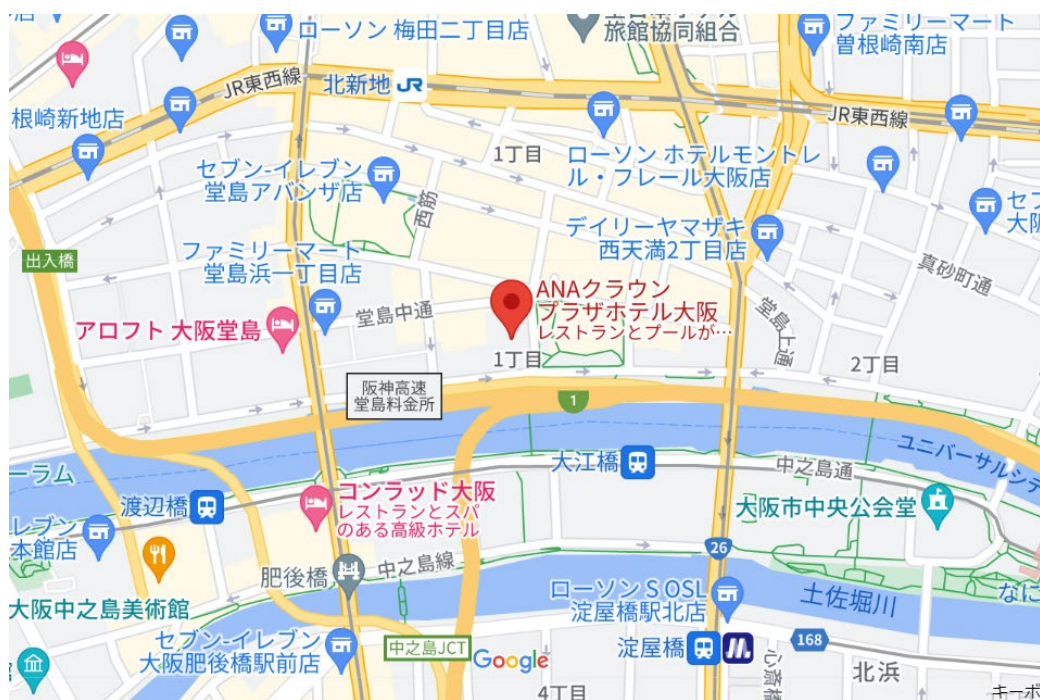 ローソン 梅田二丁目店
旅館協同組合
ファミリーマート
曽根崎南店
JR東西線
北新地
JR
根崎新地店
JR東西線
1丁目
ローソン ホテルモントレ
ル・フレール大阪店
セブン-イレブン
堂島アバンザ店
西筋
デイリーヤマザキ
西天満2丁目店
セブ
大阪
出入橋
ファミリーマート
堂島浜一丁目店
真砂町通
ANAクラウン
プラザホテル大阪
レストランとプールが…
堂島中通
アロフト 大阪堂島
堂島上通
1丁目
2丁目
阪神高速
堂島料金所
1
ユニバーサルシテ
大江橋
中之島通
ーラム
渡辺橋
コンラッド大阪
レストランとスパ
のある高級ホテル
大阪市中央公会堂
レブン
本館店
26
中之島線
肥後橋
ローソン S OSL
淀屋橋駅北店
土佐堀川
なに
大阪中之島美術館
セブン-イレブン
大阪肥後橋駅前店
中之島JCT
Google
淀屋橋
168
心斎橋
北浜
4丁目
キーボ